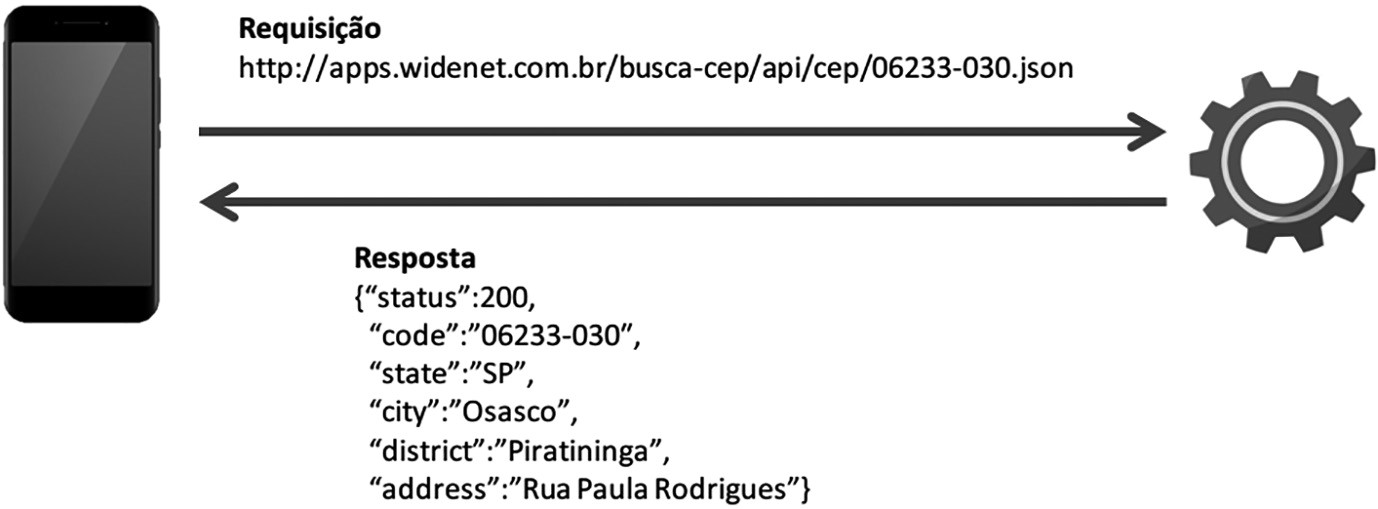 Requisição
http://apps.widenet.com.br/busca-cep/api/cep/06233-030.json
Resposta
{“status”:200,
“code”:”06233-030”,
“state”:”SP”,
“city”:”Osasco”,
“district”:”Piratininga”,
“address”:”Rua Paula Rodrigues”}